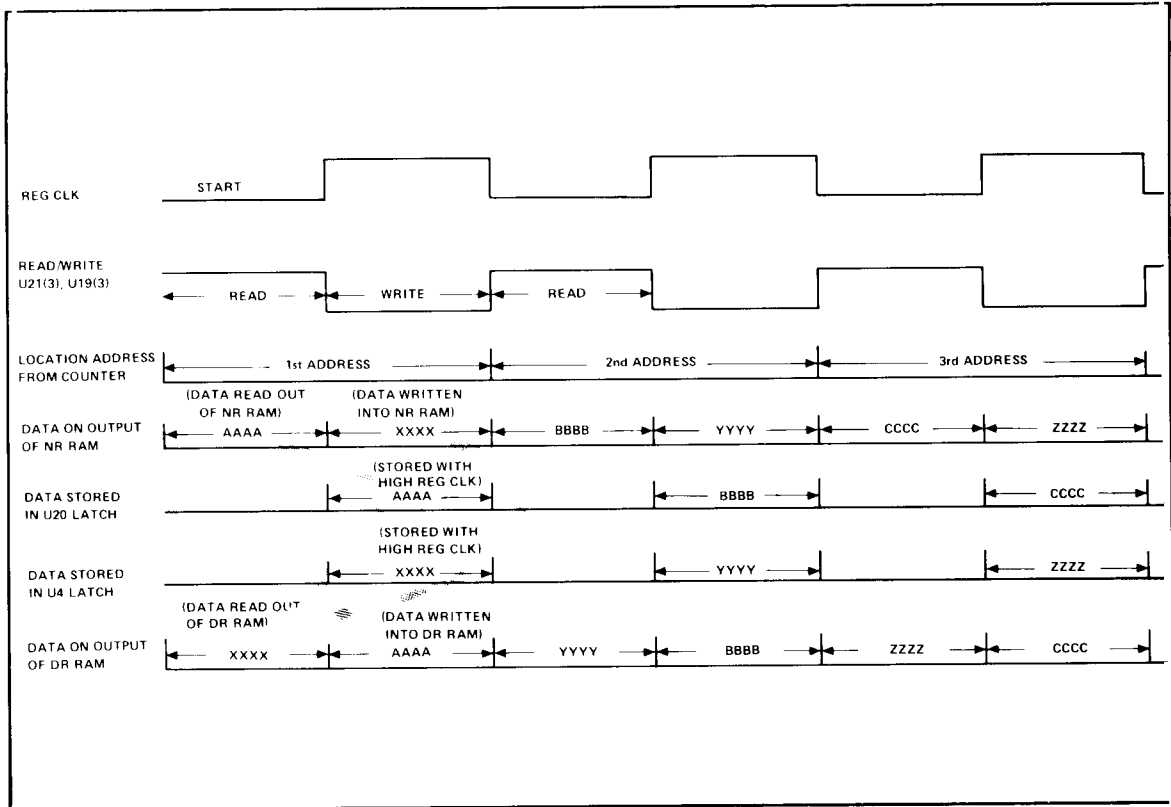 REG CLK
START
READ/WRITE
U21(3), U19(3)
READ
WRITE
READ
LOCATION ADDRESS
FROM COUNTER
1st ADDRESS
2nd ADDRESS
3rd ADDRESS
(DATA READ OUT
OF NR RAM)
(DATA WRITTEN
INTO NR RAM)
DATA ON OUTPUT
OF NR RAM
AAAA
XXXX
BBBB
YYYY
CCCC
ZZZZ
(STORED WITH
HIGH REG CLK)
DATA STORED
IN U20 LATCH
AAAA
BBBB
CCCC
(STORED WITH
HIGH REG CLK)
DATA STORED
IN U4 LATCH
XXXX
YYYY
ZZZZ
(DATA READ OUT
OF DR RAM)
(DATA WRITTEN
INTO DR RAM)
DATA ON OUTPUT
OF DR RAM
XXXX
AAAA
YYYY
BBBB
ZZZZ
CCCC